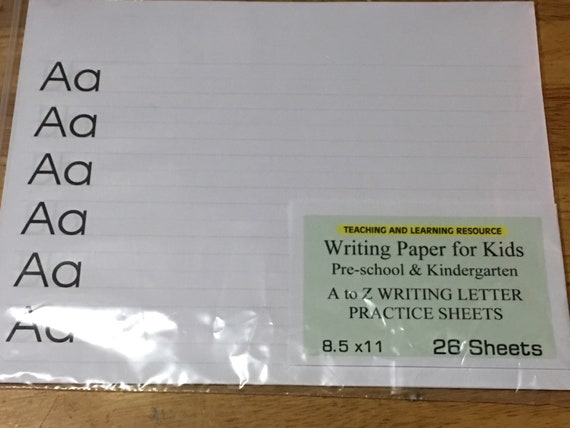 Aa
Aa
Aa
Aa
Aa
Aa
TEACHING AND LEARNING RESOURCE
Writing Paper for Kids
Pre-school & Kindergarten
A to Z WRITING LETTER
PRACTICE SHEETS
8.5 x11 26 Sheets